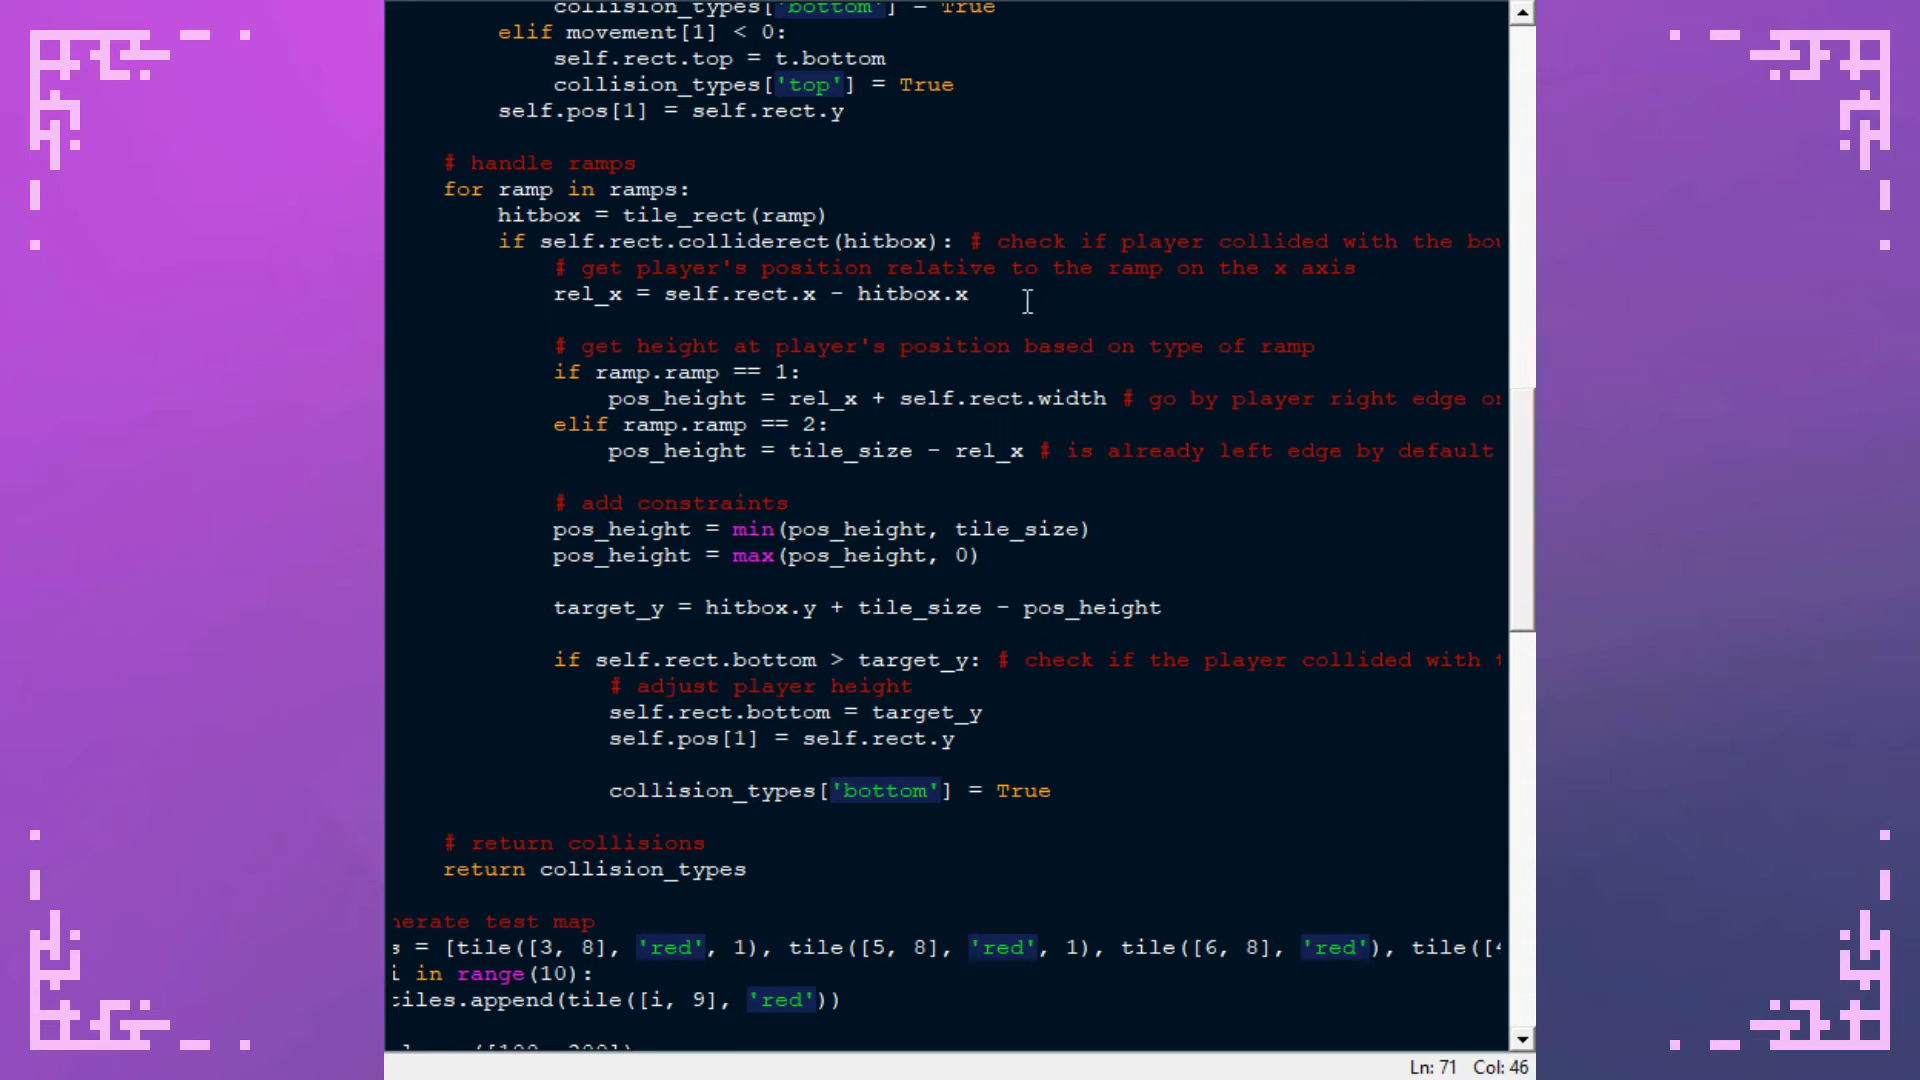 collision_types['bottom'] = True
elif movement[1] < 0:
self.rect.top = t.bottom
collision_types['top'] = True
self.pos[1] = self.rect.y
# handle ramps
for ramp in ramps:
hitbox = tile_rect(ramp)
if self.rect.colliderect(hitbox): # check if player collided with the
# get player's position relative to the ramp on the x axis
rel_x = self.rect.x - hitbox.x
# get height at player's position based on type of ramp
if ramp.ramp == 1:
pos_height = rel_x + self.rect.width # go by player right edge
elif ramp.ramp == 2:
pos_height = tile_size - rel_x # is already left edge by default
# add constraints
pos_height = min(pos_height, tile_size)
pos_height = max(pos_height, 0)
target_y = hitbox.y + tile_size - pos_height
if self.rect.bottom > target_y: # check if the player collided with
# adjust player height
self.rect.bottom = target_y
self.pos[1] = self.rect.y
collision_types['bottom'] = True
# return collisions
return collision_types
nerate test map
s = [tile([3, 8], 'red', 1), tile([5, 8], 'red', 1), tile([6, 8], 'red'), tile([
i in range(10):
tiles.append(tile([i, 9], 'red'))
Ln: 71 Col: 46